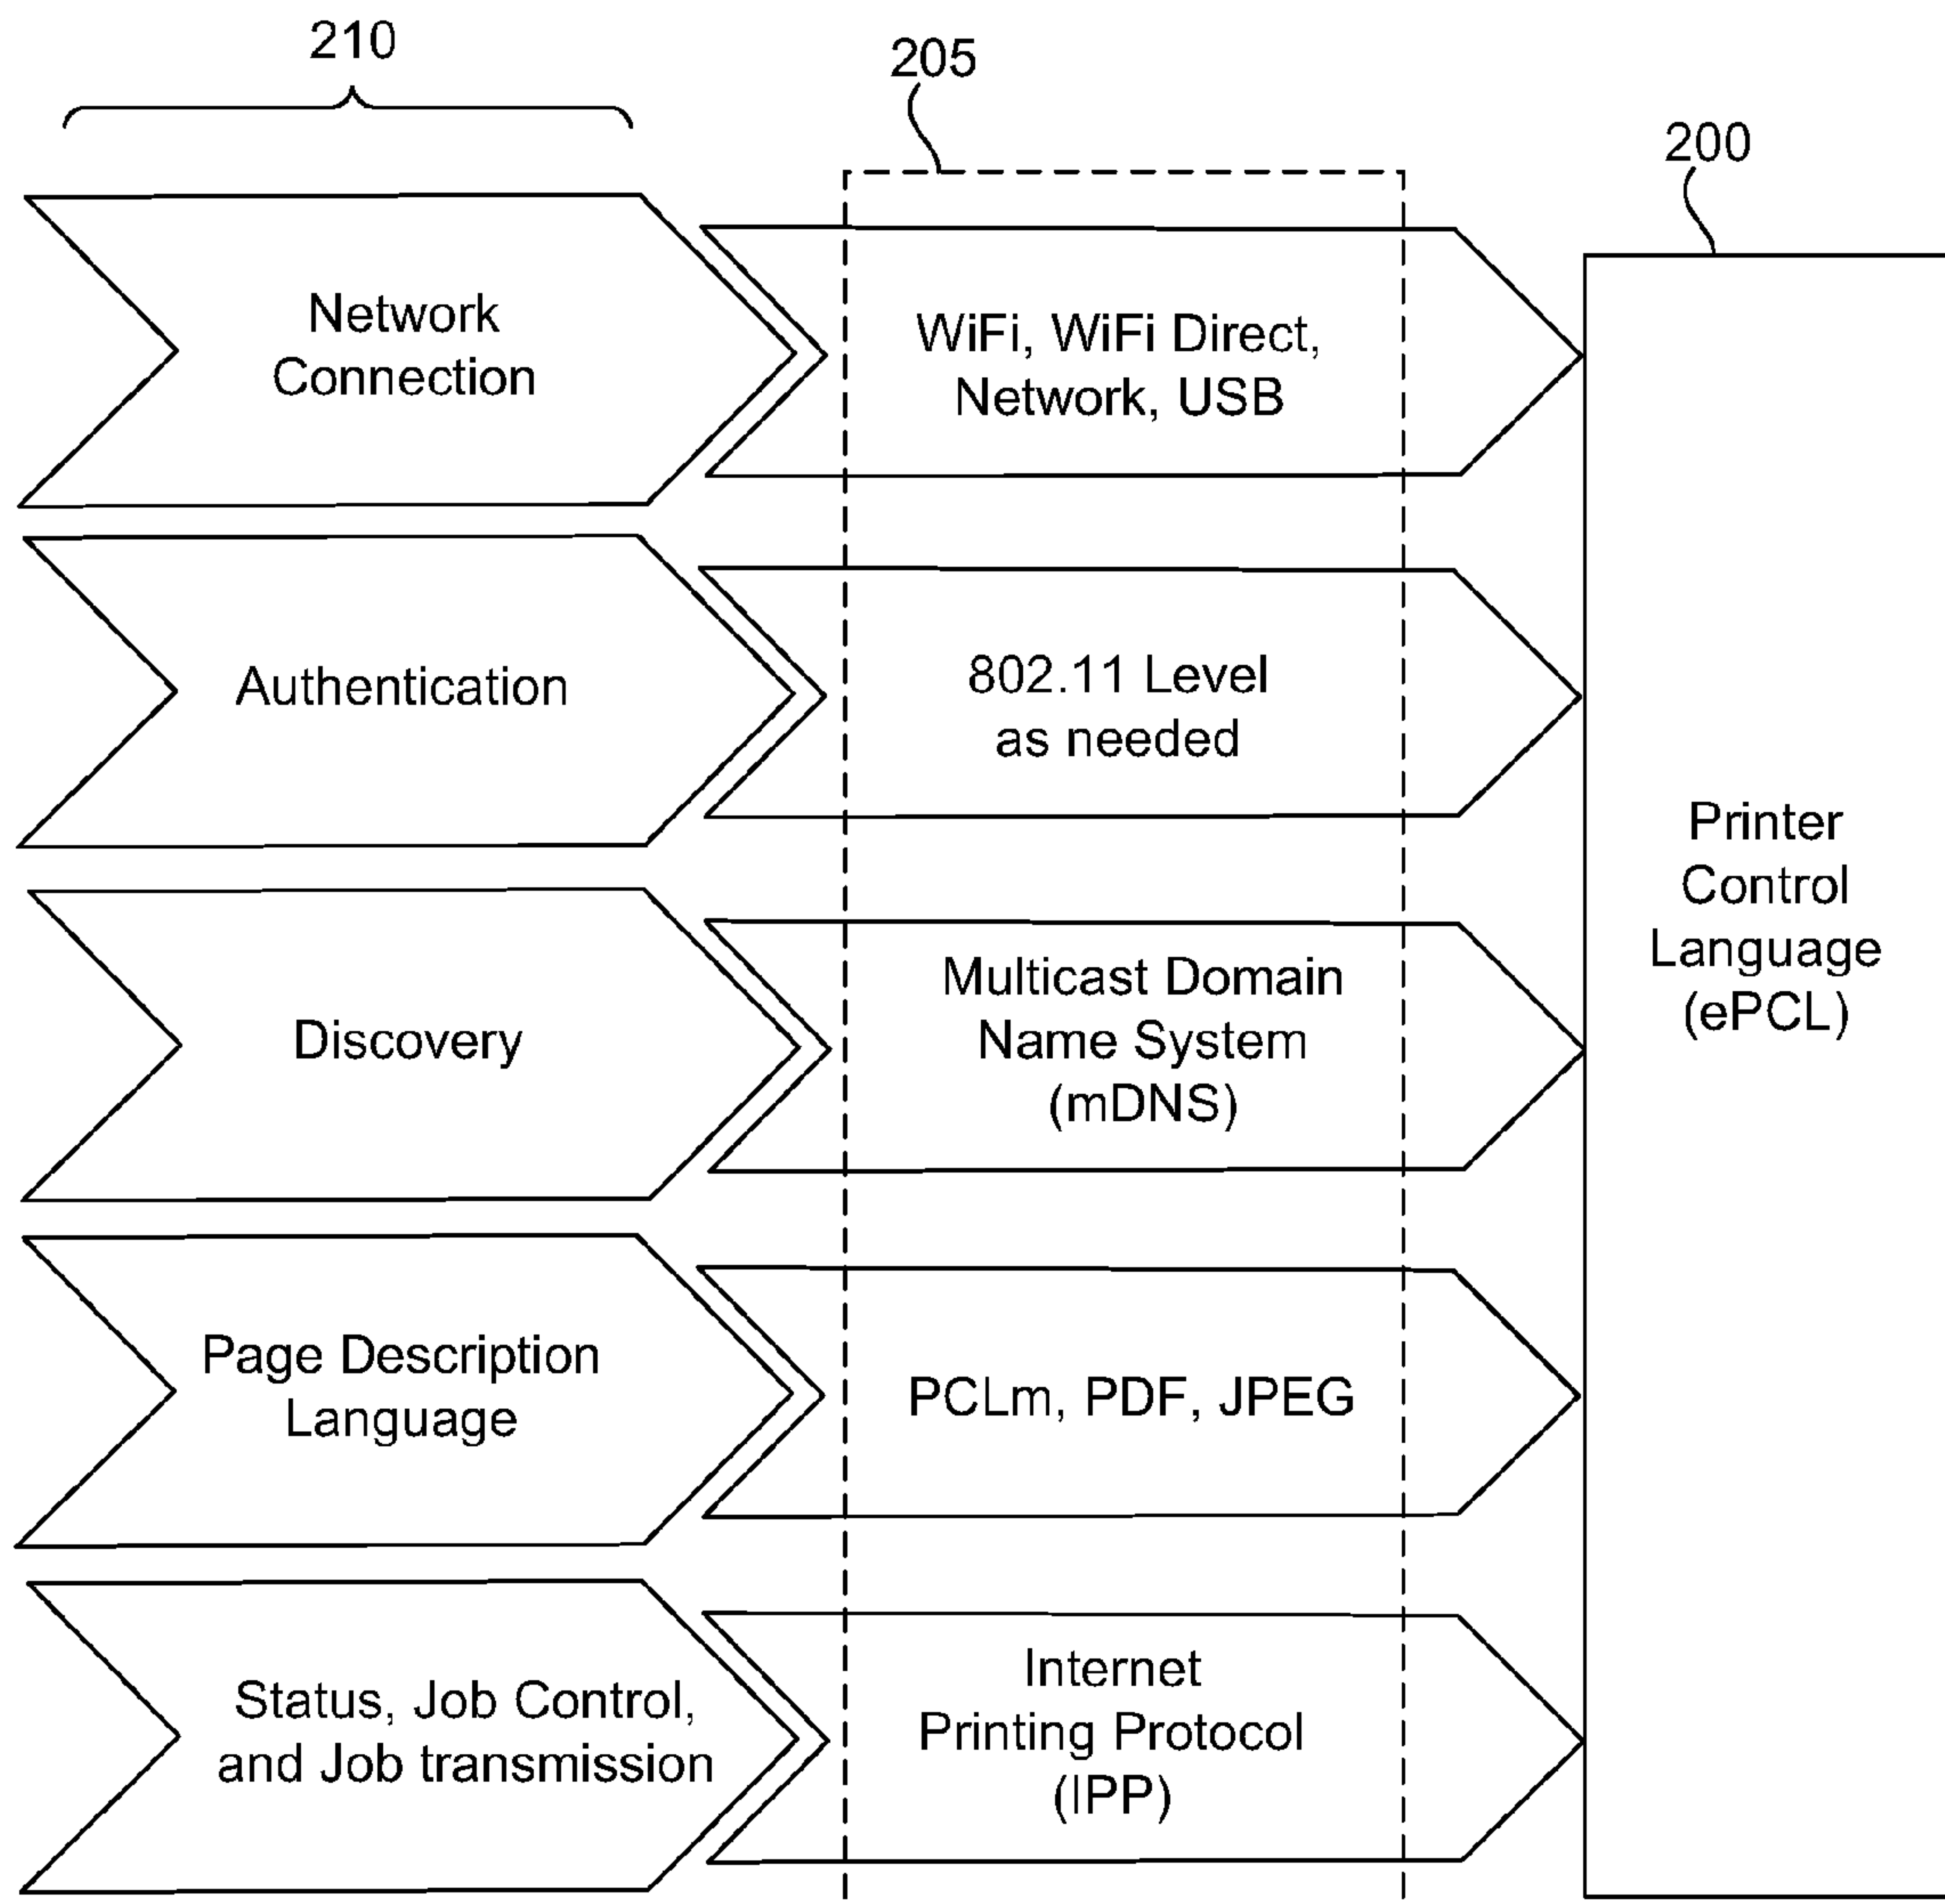 210
205
200
Network
Connection
WiFi, WiFi Direct,
Network, USB
Authentication
802.11 Level
as needed
Discovery
Multicast Domain
Name System
(mDNS)
Page Description
Language
PCLm, PDF, JPEG
Status, Job Control,
and Job transmission
Internet
Printing Protocol
(IPP)
Printer
Control
Language
(ePCL)